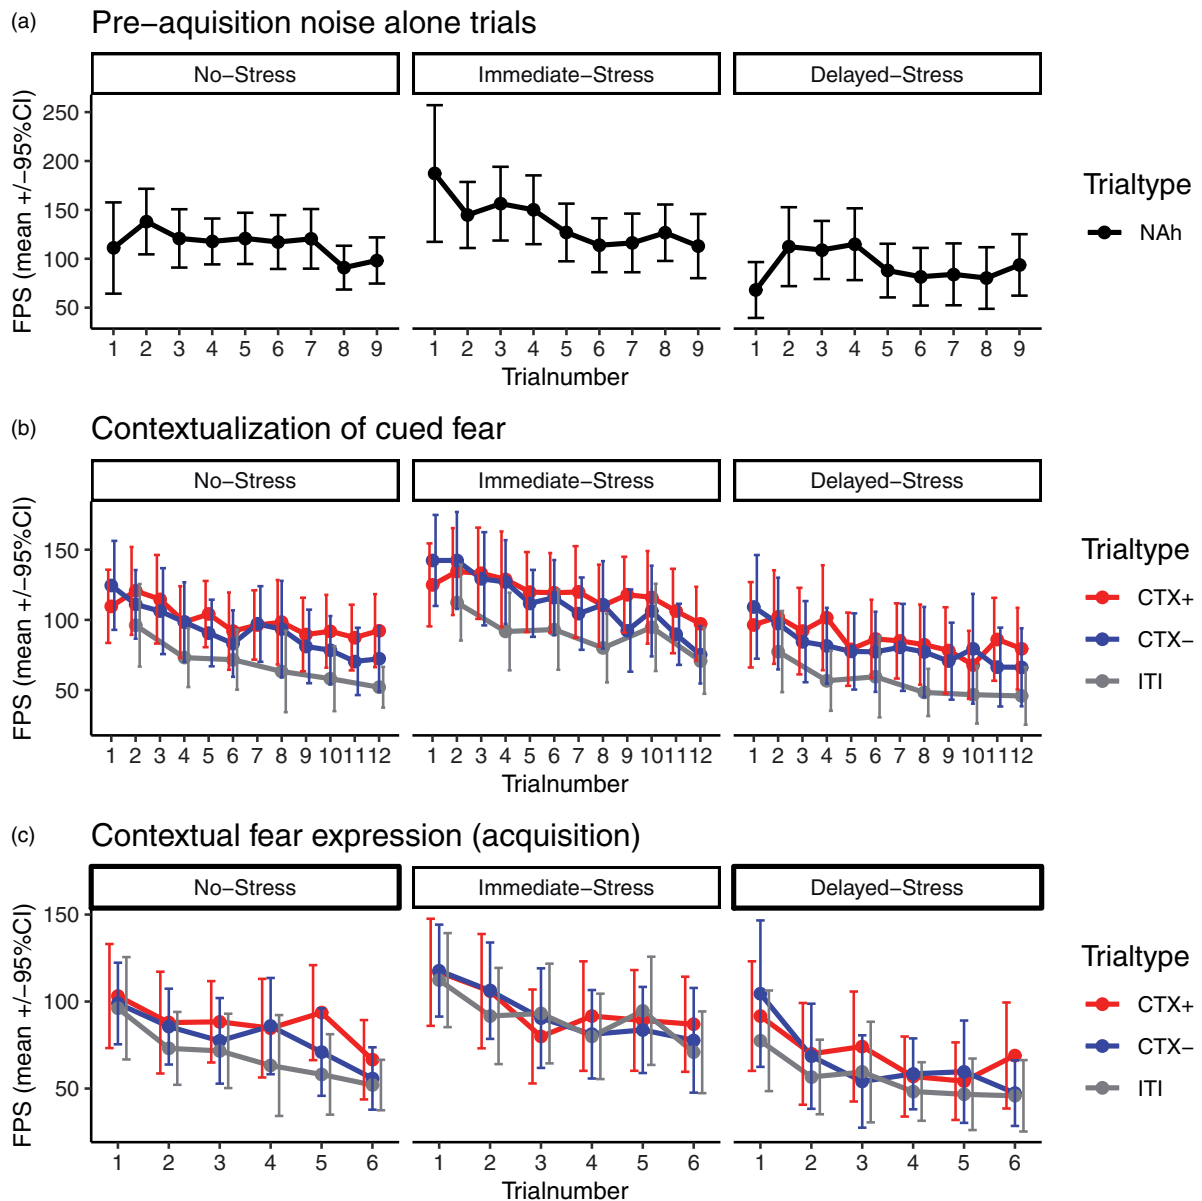 (a) Pre−aquisition noise alone trials
No−Stress Immediate−Stress Delayed−Stress
FPS (mean +/−95%CI)
250
200
150
100
50
1 2 3 4 5 6 7 8 9 1 2 3 4 5 6 7 8 9 1 2 3 4 5 6 7 8 9
Trialnumber
Trialtype
NAh
(b) Contextualization of cued fear
No−Stress Immediate−Stress Delayed−Stress
FPS (mean +/−95%CI)
150
100
50
1 2 3 4 5 6 7 8 9 101112 1 2 3 4 5 6 7 8 9 101112 1 2 3 4 5 6 7 8 9 101112
Trialnumber
Trialtype
CTX+
CTX−
ITI
(c) Contextual fear expression (acquisition)
No−Stress Immediate−Stress Delayed−Stress
FPS (mean +/−95%CI)
150
100
50
1 2 3 4 5 6 1 2 3 4 5 6 1 2 3 4 5 6
Trialnumber
Trialtype
CTX+
CTX−
ITI